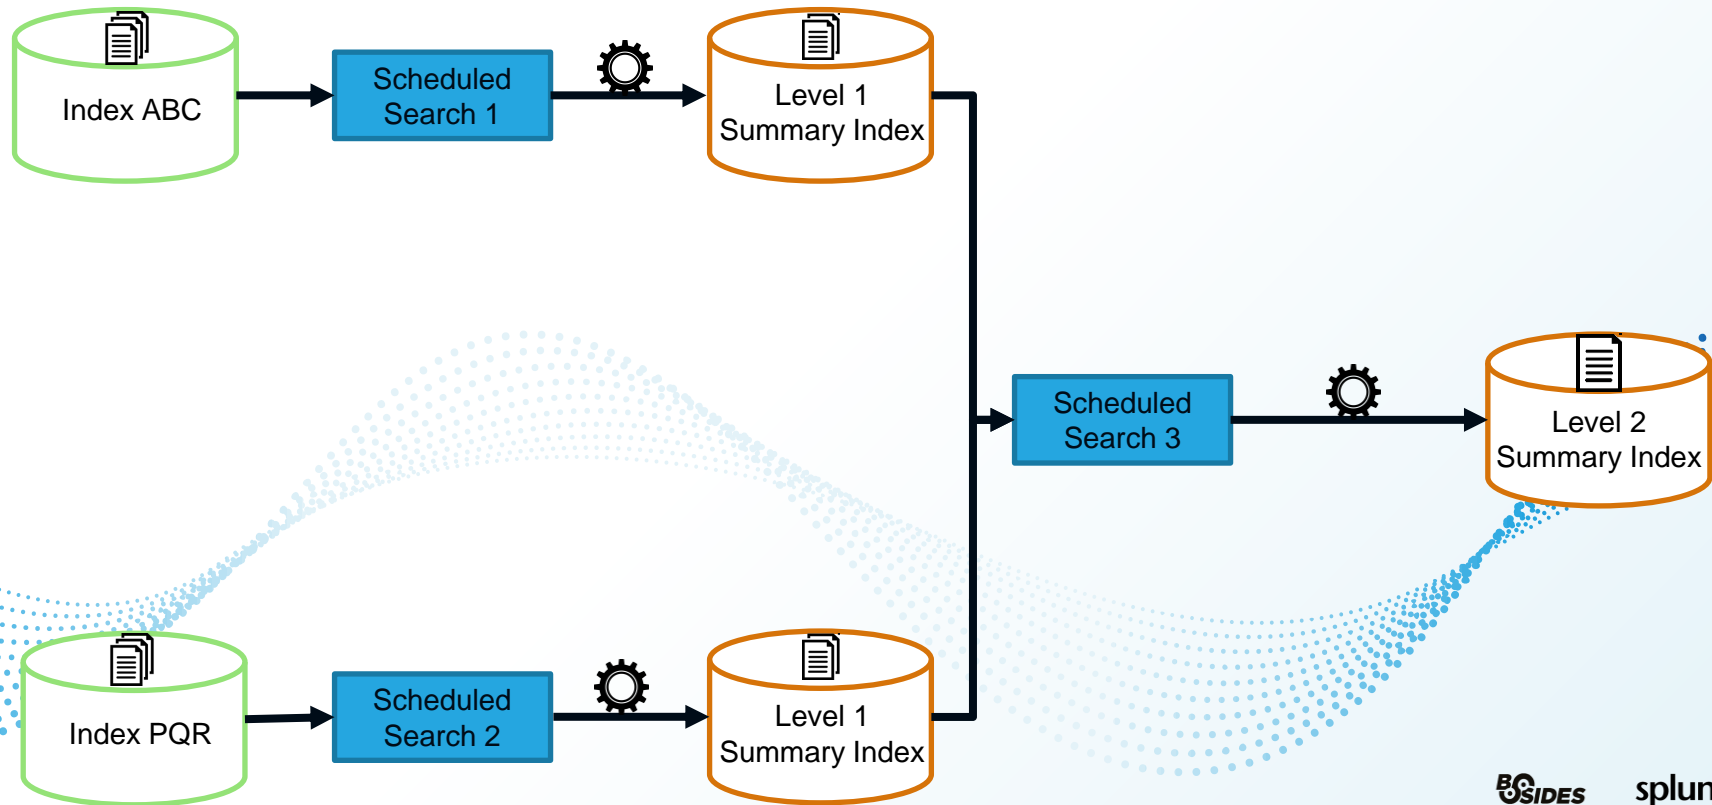 Index ABC
Scheduled
Search 1
Level 1
Summary Index
Scheduled
Search 3
Level 2
Summary Index
Index PQR
Scheduled
Search 2
Level 1
Summary Index
BSIDES
splun